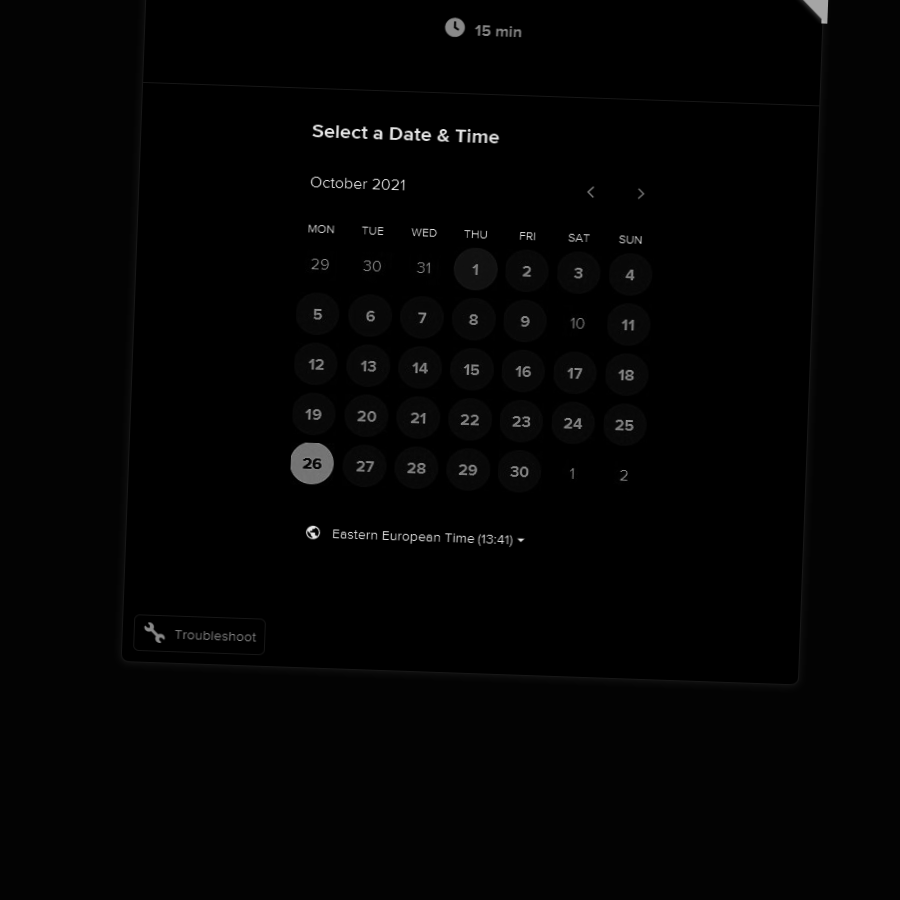 15 min
Select a Date & Time
October 2021
MON TUE WED THU FRI SAT SUN
29 30 31 1 2 3 4
5 6 7 8 9 10 11
12 13 14 15 16 17 18
19 20 21 22 23 24 25
26 27 28 29 30 1 2
Eastern European Time (13:41)
Troubleshoot